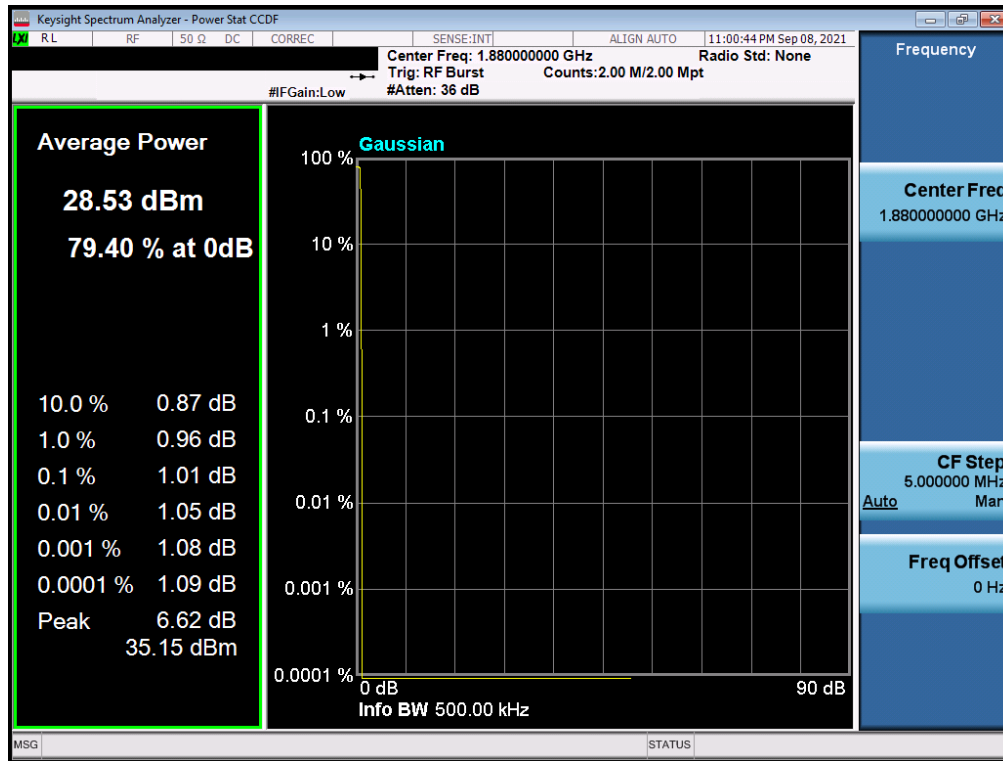 Keysight Spectrum Analyzer - Power Stat CCDF
LXI RL RF 50 Ω DC CORREC SENSE:INT ALIGN AUTO 11:00:44 PM Sep 08, 2021
Center Freq: 1.880000000 GHz Radio Std: None
Trig: RF Burst Counts:2.00 M/2.00 Mpt
#IFGain:Low #Atten: 36 dB
Frequency
Average Power
28.53 dBm
79.40 % at 0dB
10.0 % 0.87 dB
1.0 % 0.96 dB
0.1 % 1.01 dB
0.01 % 1.05 dB
0.001 % 1.08 dB
0.0001 % 1.09 dB
Peak 6.62 dB
35.15 dBm
Gaussian
100 %
10 %
1 %
0.1 %
0.01 %
0.001 %
0.0001 %
0 dB 90 dB
Info BW 500.00 kHz
Center Freq
1.880000000 GHz
CF Step
5.000000 MHz
Auto Man
Freq Offset
0 Hz
MSG STATUS